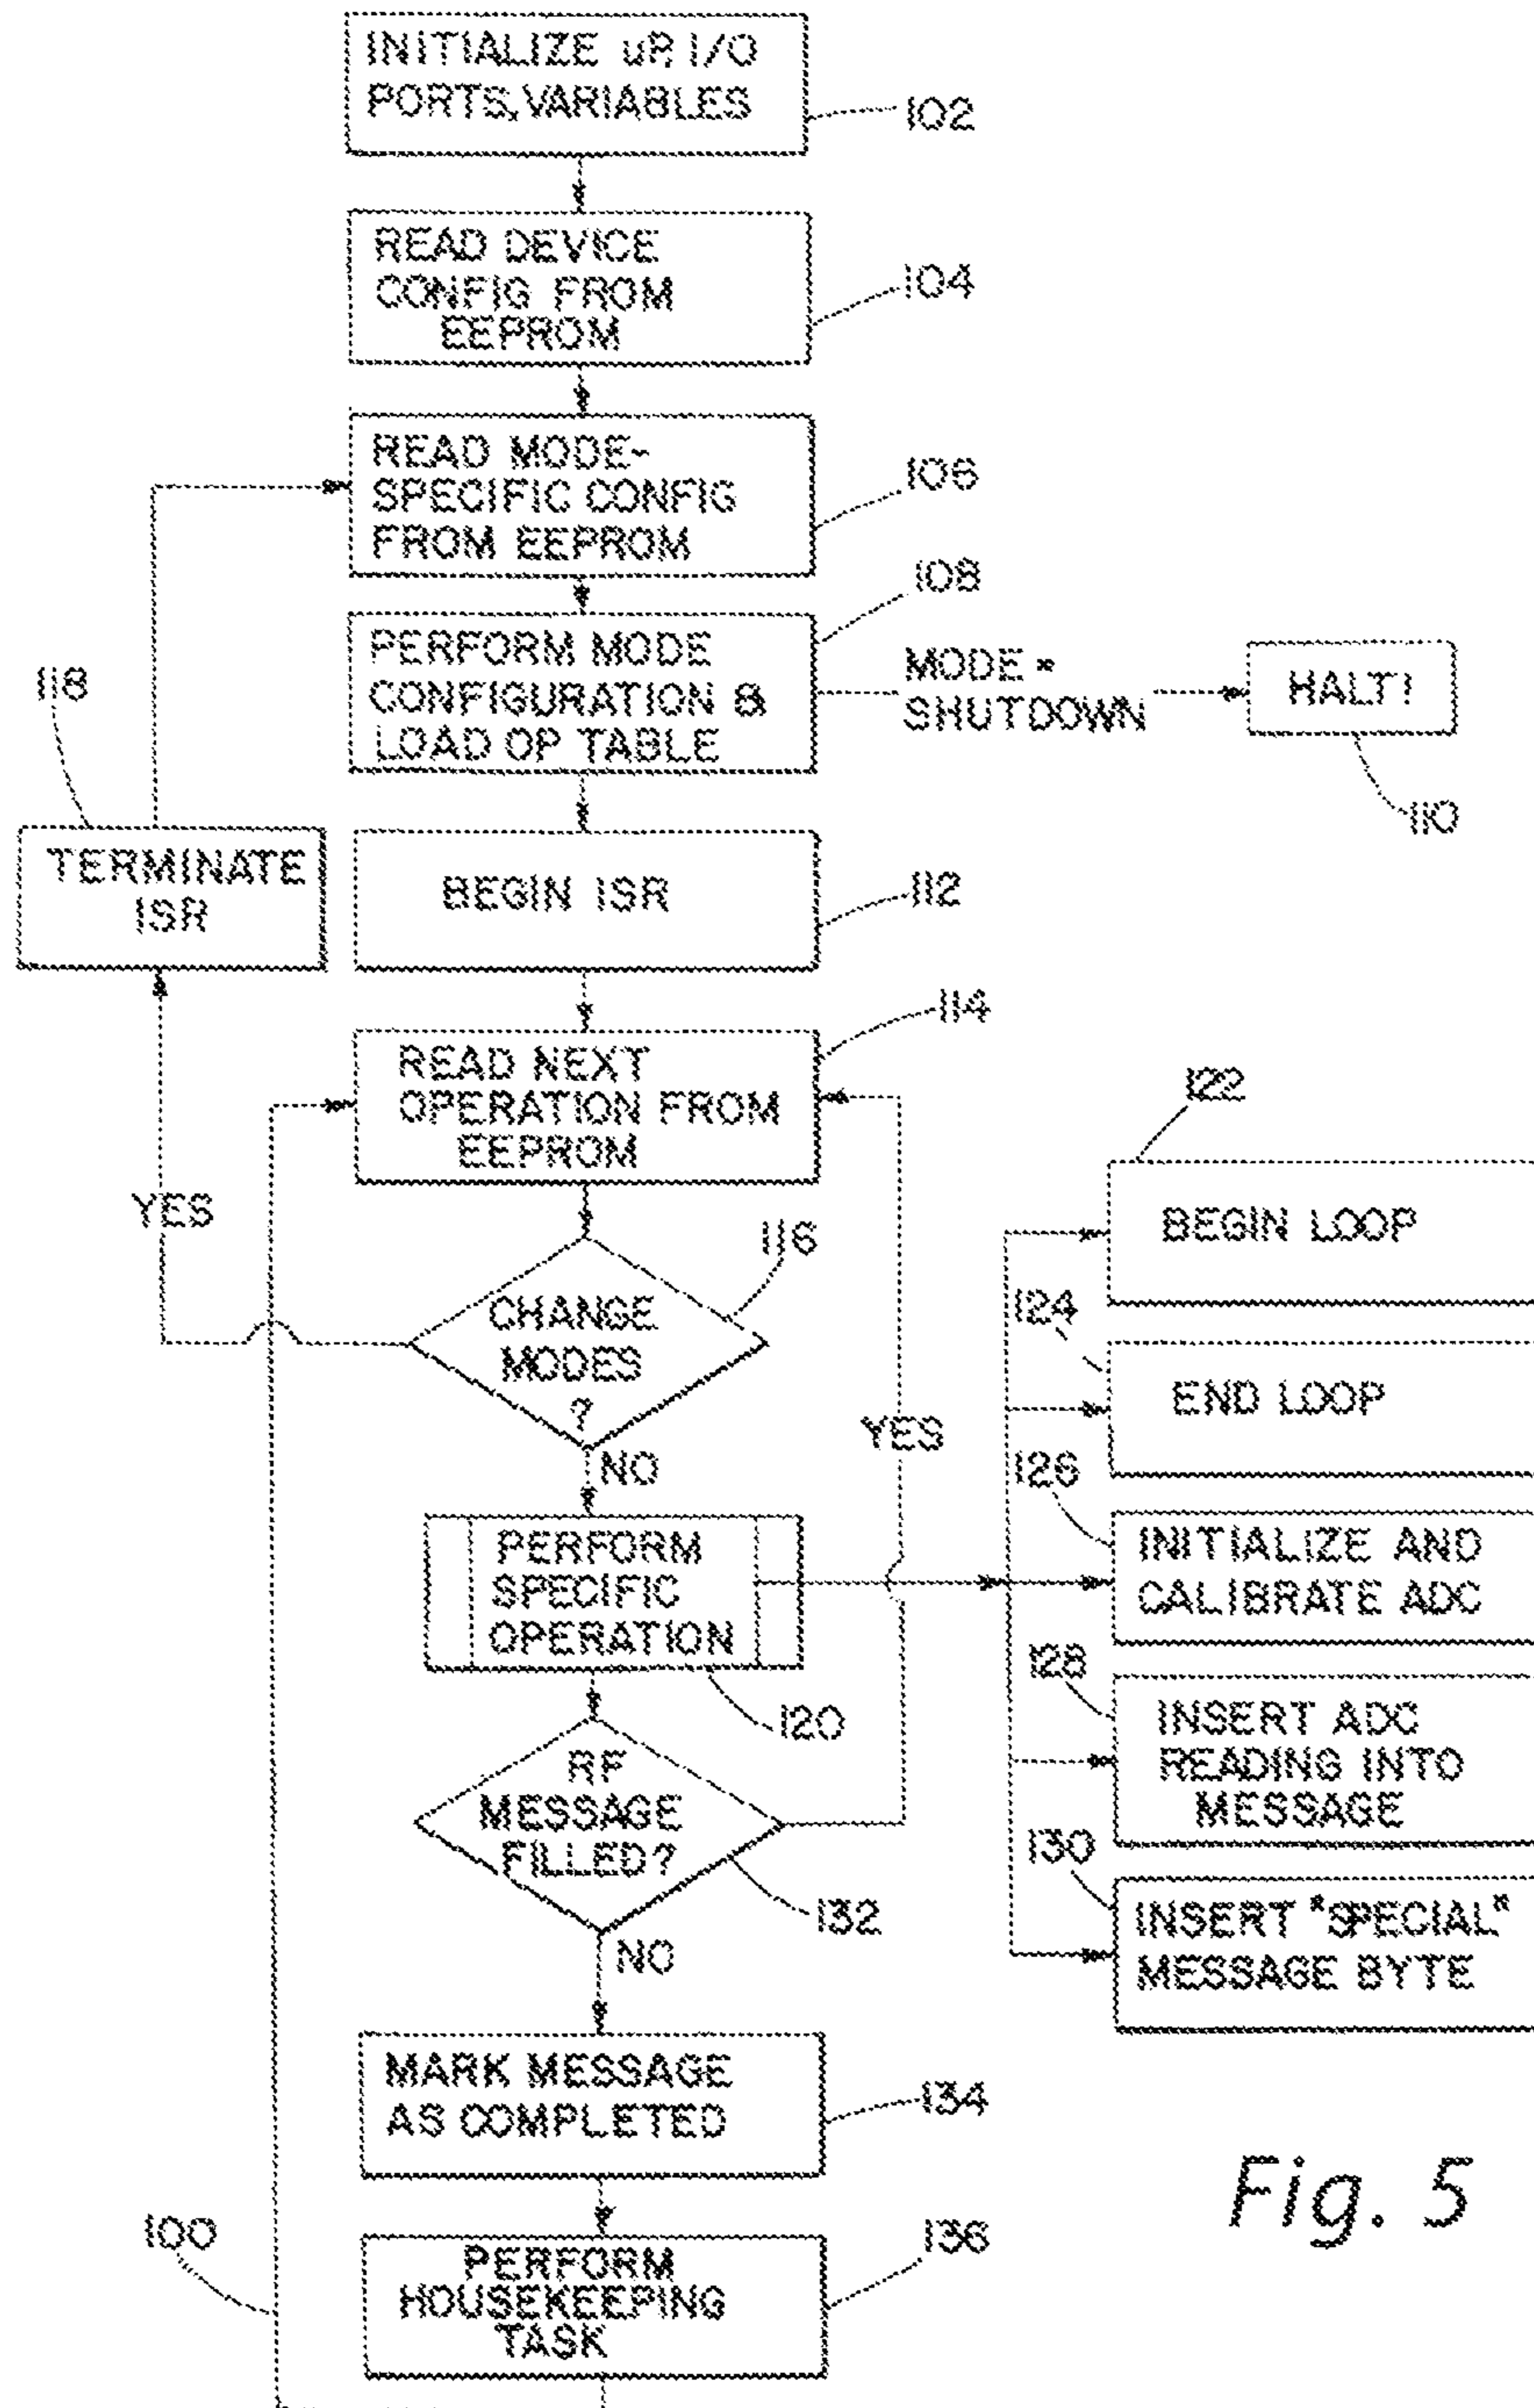 INITIALIZE uP, I/O
PORTS, VARIABLES
102
READ DEVICE
CONFIG FROM
EEPROM
104
READ MODE-
SPECIFIC CONFIG
FROM EEPROM
106
108
PERFORM MODE
CONFIGURATION &
LOAD OP TABLE
MODE =
SHUTDOWN
HALT!
110
118
TERMINATE
ISR
BEGIN ISR
112
114
READ NEXT
OPERATION FROM
EEPROM
YES
116
CHANGE
MODES
?
NO
YES
PERFORM
SPECIFIC
OPERATION
120
122
BEGIN LOOP
124
END LOOP
126
INITIALIZE AND
CALIBRATE ADC
128
INSERT ADC
READING INTO
MESSAGE
130
INSERT "SPECIAL"
MESSAGE BYTE
RF
MESSAGE
FILLED?
132
NO
MARK MESSAGE
AS COMPLETED
134
100
PERFORM
HOUSEKEEPING
TASK
136
Fig. 5